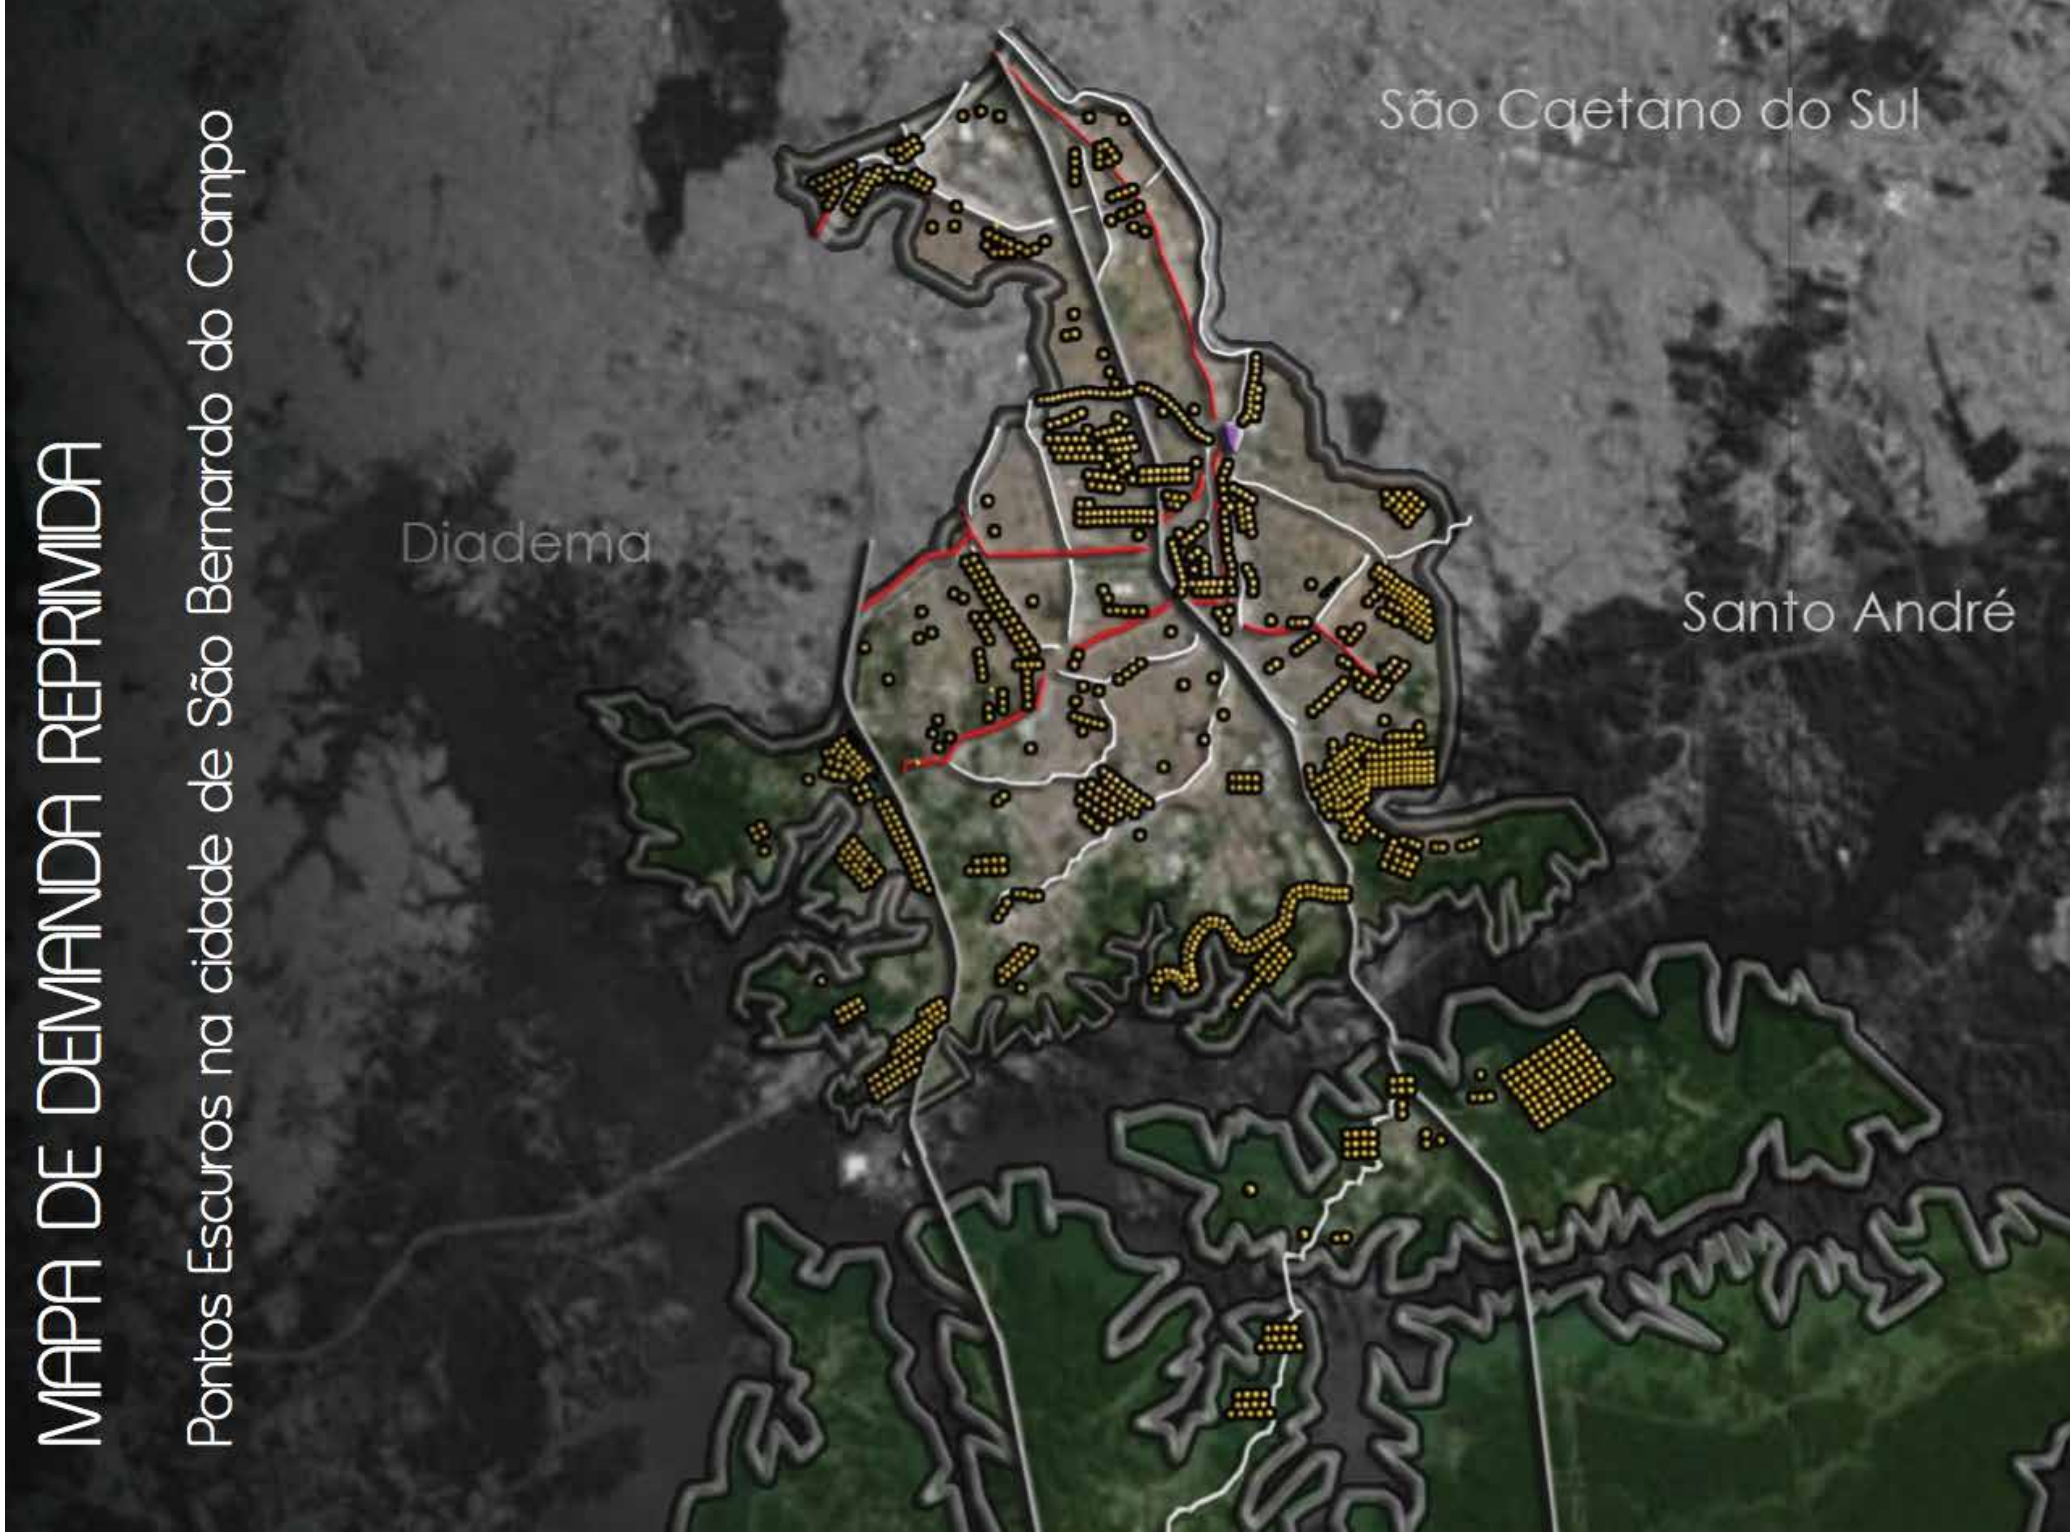 MAPA DE DEMANDA REPRIMIDA
Pontos Escuros na cidade de São Bernardo do Campo
São Caetano do Sul
Diadema
Santo André